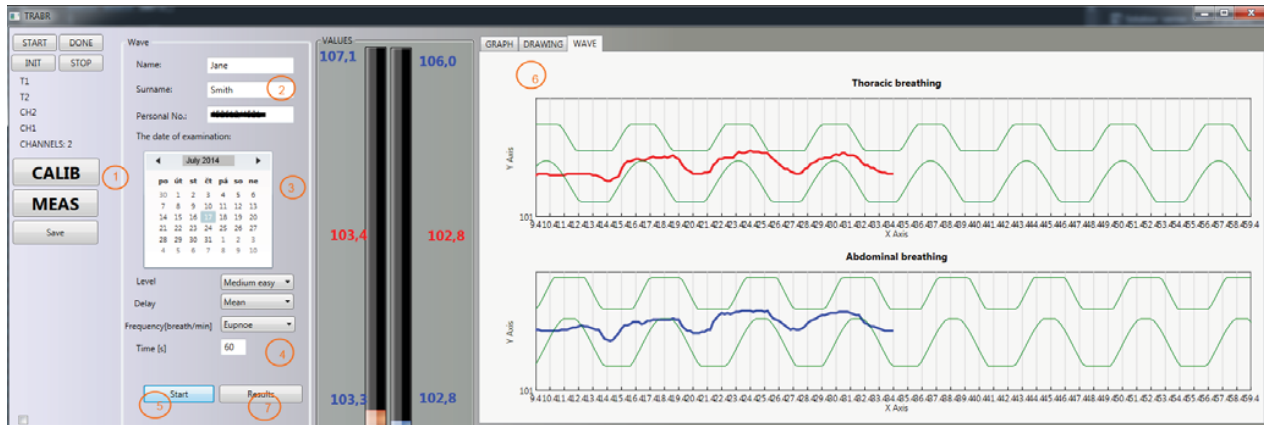 TRABR
START DONE
INIT STOP
T1
T2
CH2
CH1
CHANNELS: 2
CALIB
1
MEAS
Save
Wave
Name: Jane
Surname: Smith
2
Personal No.:
The date of examination:
July 2014
po út st čt pá so ne
30 1 2 3 4 5 6
7 8 9 10 11 12 13
14 15 16 17 18 19 20
21 22 23 24 25 26 27
28 29 30 31 1 2 3
4 5 6 7 8 9 10
3
Level Medium easy
Delay Mean
Frequency[breath/min] Eupnoe
Time [s] 60
4
Start Results
5 7
VALUES
107,1 106,0
103,4 102,8
103,3 102,8
GRAPH DRAWING WAVE
6
Thoracic breathing
Y Axis
101
X Axis
Abdominal breathing
Y Axis
101
X Axis